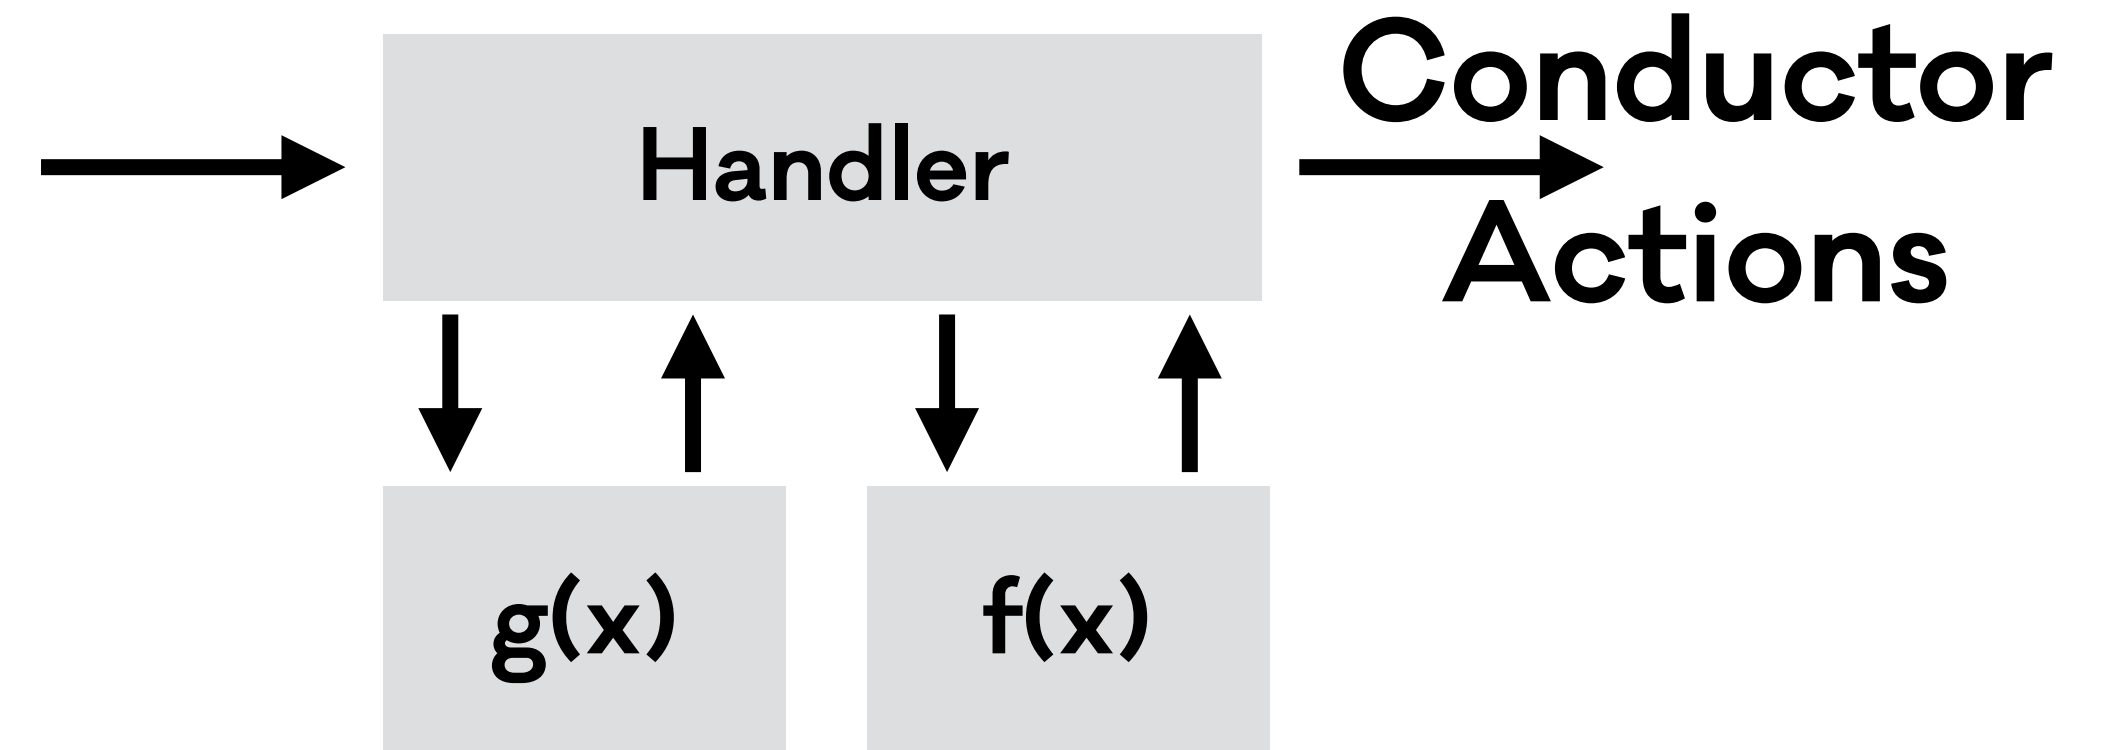 Conductor
Actions
Handler
g(x)
f(x)